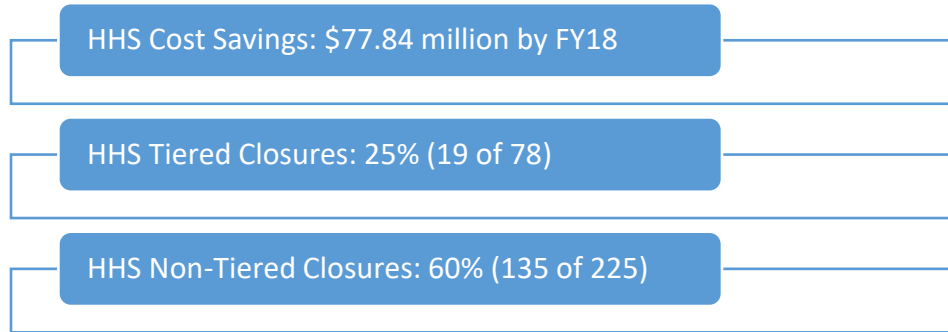 HHS Cost Savings: $77.84 million by FY18
HHS Tiered Closures: 25% (19 of 78)
HHS Non-Tiered Closures: 60% (135 of 225)